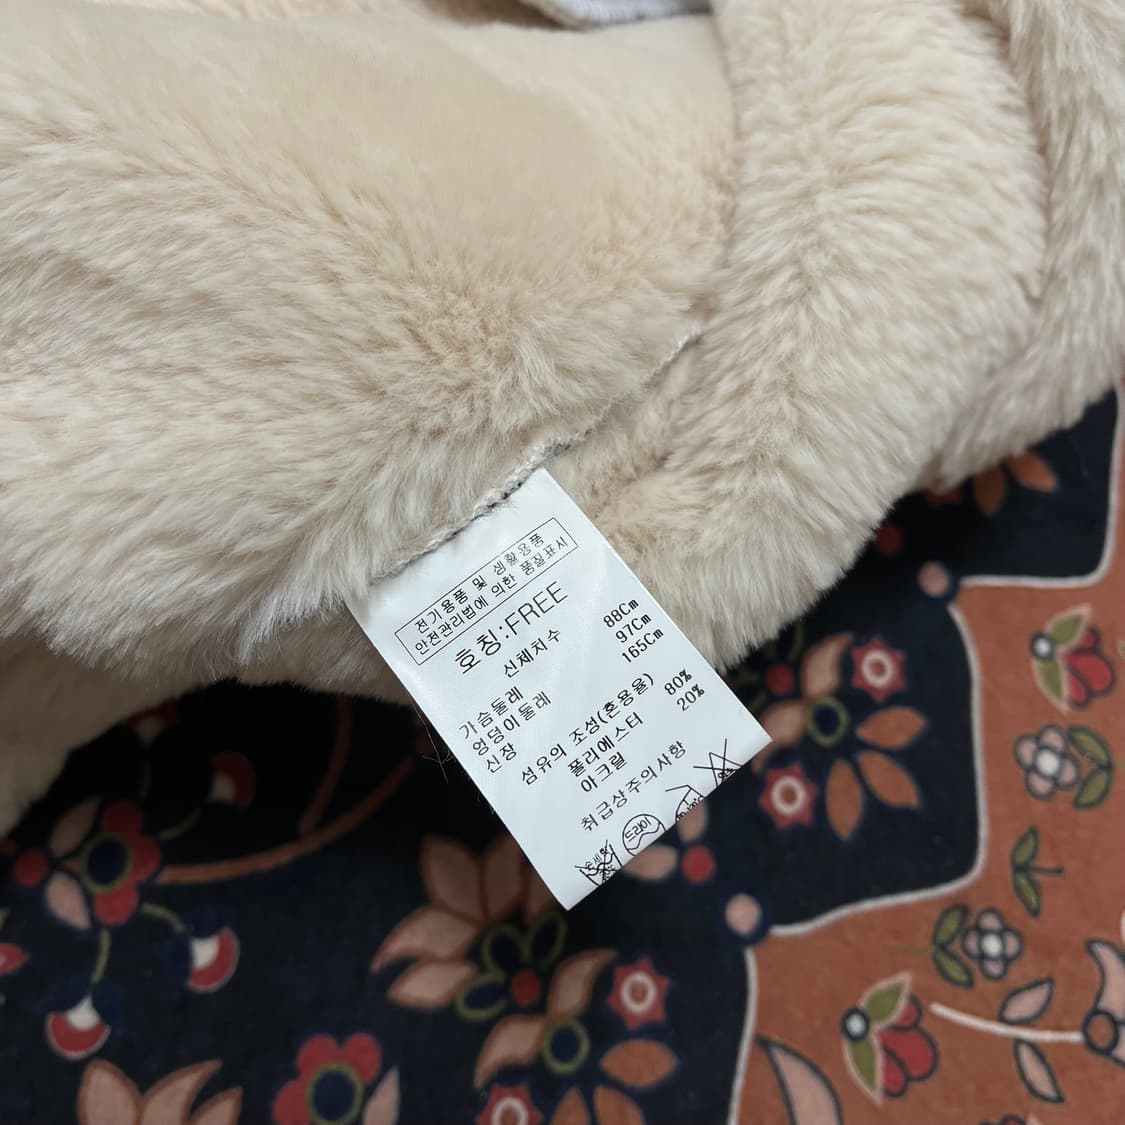 전기용품 및 생활용품
안전관리법에 의한 품질표시
호칭:FREE
신체치수
가슴둘레 88Cm
엉덩이둘레 97Cm
신장 165Cm
섬유의 조성(혼용율)
폴리에스터 80%
아크릴 20%
취급상주의사항
드라이